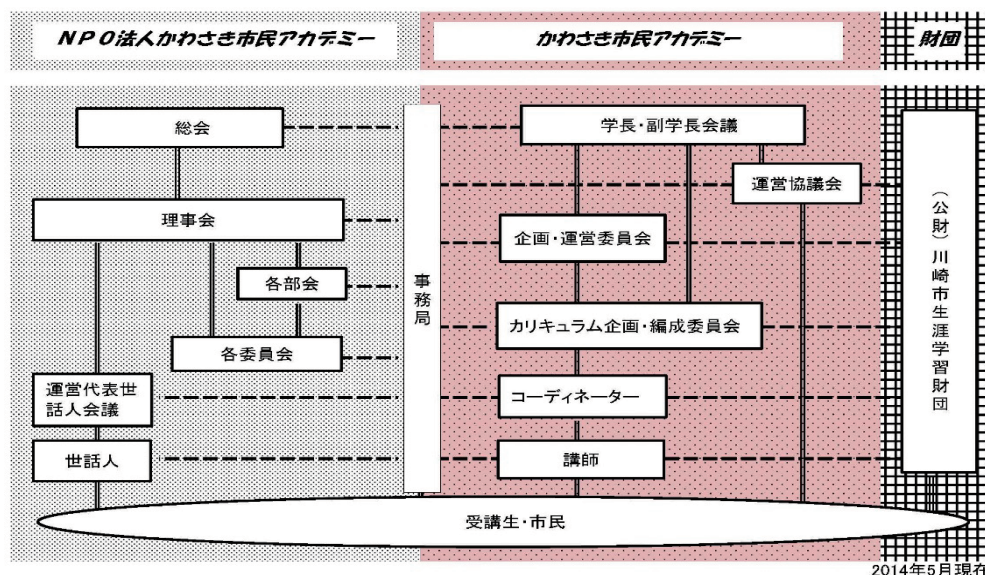 NPO法人かわさき市民アカデミー
かわさき市民アカデミー
財団
総会
理事会
各部会
各委員会
運営代表世
話人会議
世話人
事務局
学長・副学長会議
運営協議会
企画・運営委員会
カリキュラム企画・編成委員会
コーディネーター
講師
（公財）川崎市生涯学習財団
受講生・市民
2014年5月現在